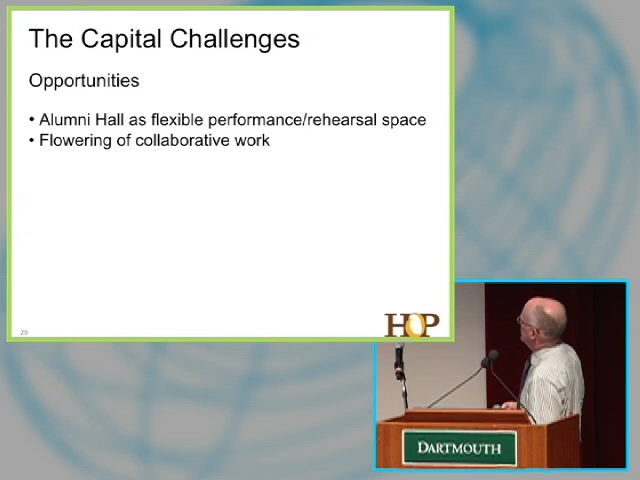 The Capital Challenges
Opportunities
• Alumni Hall as flexible performance/rehearsal space
• Flowering of collaborative work
29
HOP
DARTMOUTH